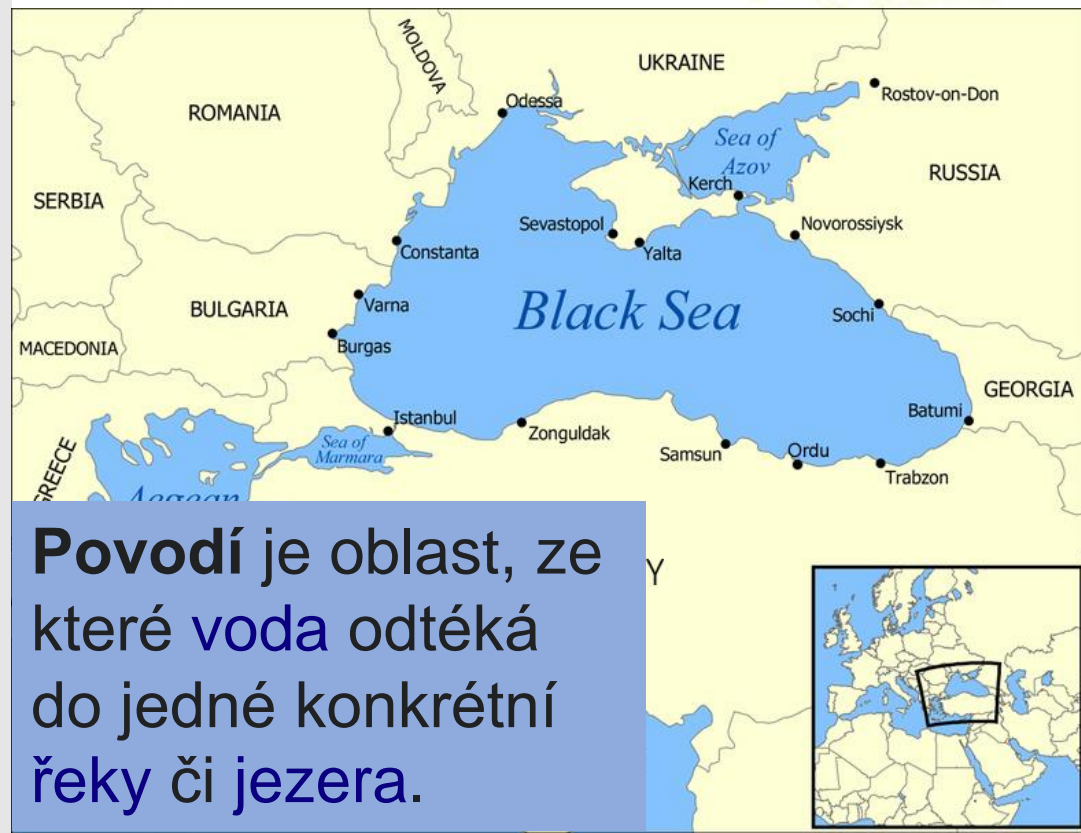 MOLDOVA
UKRAINE
ROMANIA
Odessa
Rostov-on-Don
Sea of
Azov
Kerch
RUSSIA
SERBIA
Sevastopol
Yalta
Novorossiysk
Constanta
BULGARIA
Varna
Black Sea
Sochi
MACEDONIA
Burgas
GEORGIA
Istanbul
Batumi
Zonguldak
Sea of
Marmara
Samsun
Ordu
Trabzon
GREECE
Aegean
Y
Povodí je oblast, ze
které voda odtéká
do jedné konkrétní
řeky či jezera.